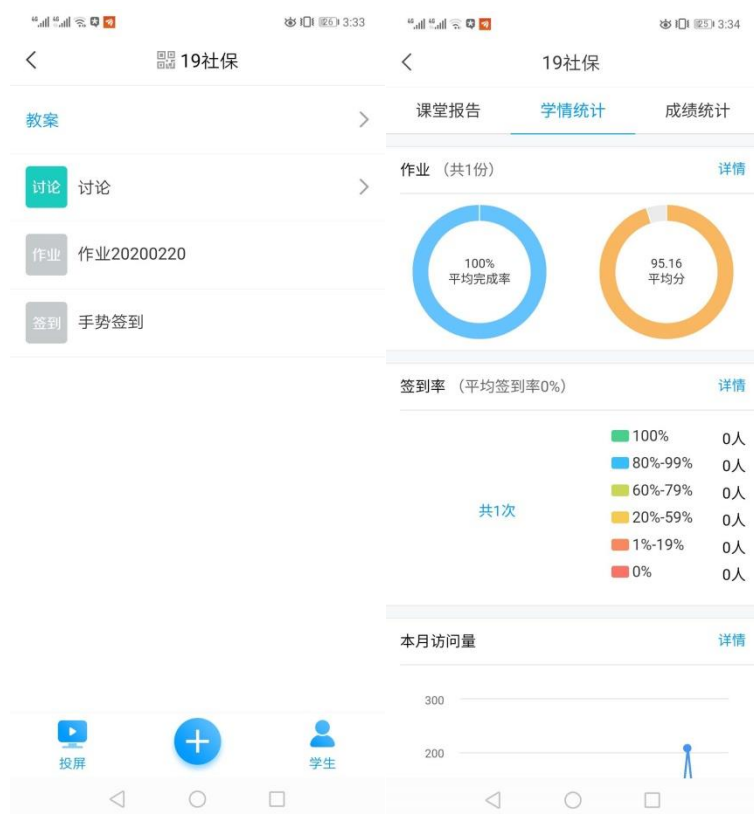 3:33
19社保
教案
讨论 讨论
作业 作业20200220
签到 手势签到
投屏
学生
3:34
19社保
课堂报告 学情统计 成绩统计
作业 （共1份） 详情
100%
平均完成率
95.16
平均分
签到率 （平均签到率0%） 详情
100% 0人
80%-99% 0人
60%-79% 0人
共1次
20%-59% 0人
1%-19% 0人
0% 0人
本月访问量 详情
300
200